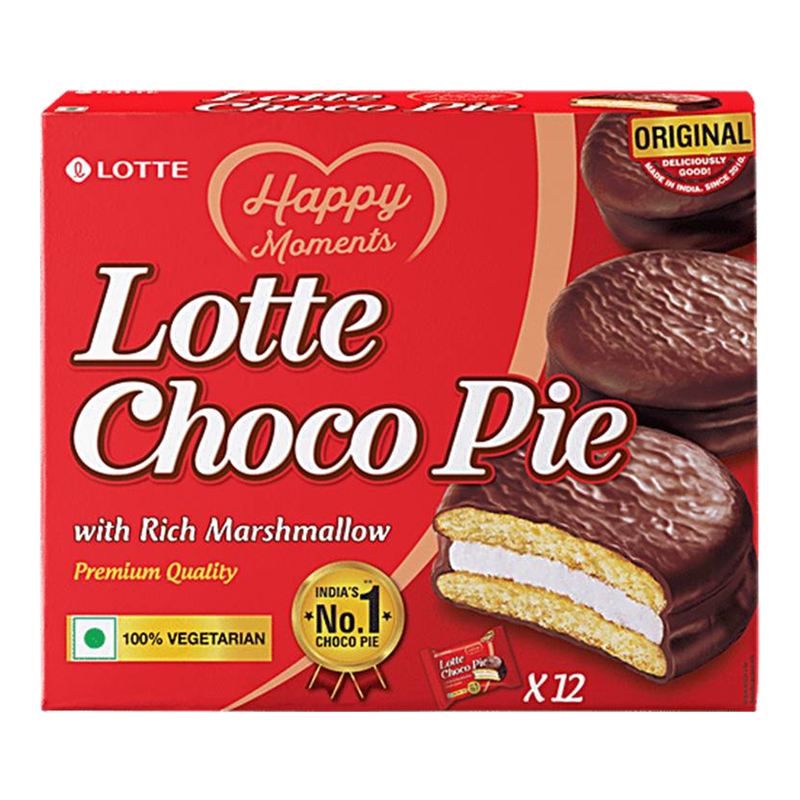 Lotte
Choco Pie
LOTTE
Happy
Moments
ORIGINAL
DELICIOUSLY
GOOD!
MADE IN INDIA. SINCE 2010.
Lotte
Choco Pie
with Rich Marshmallow
Premium Quality
100% VEGETARIAN
INDIA'S
No.1
CHOCO PIE
Lotte
Choco Pie
X 12